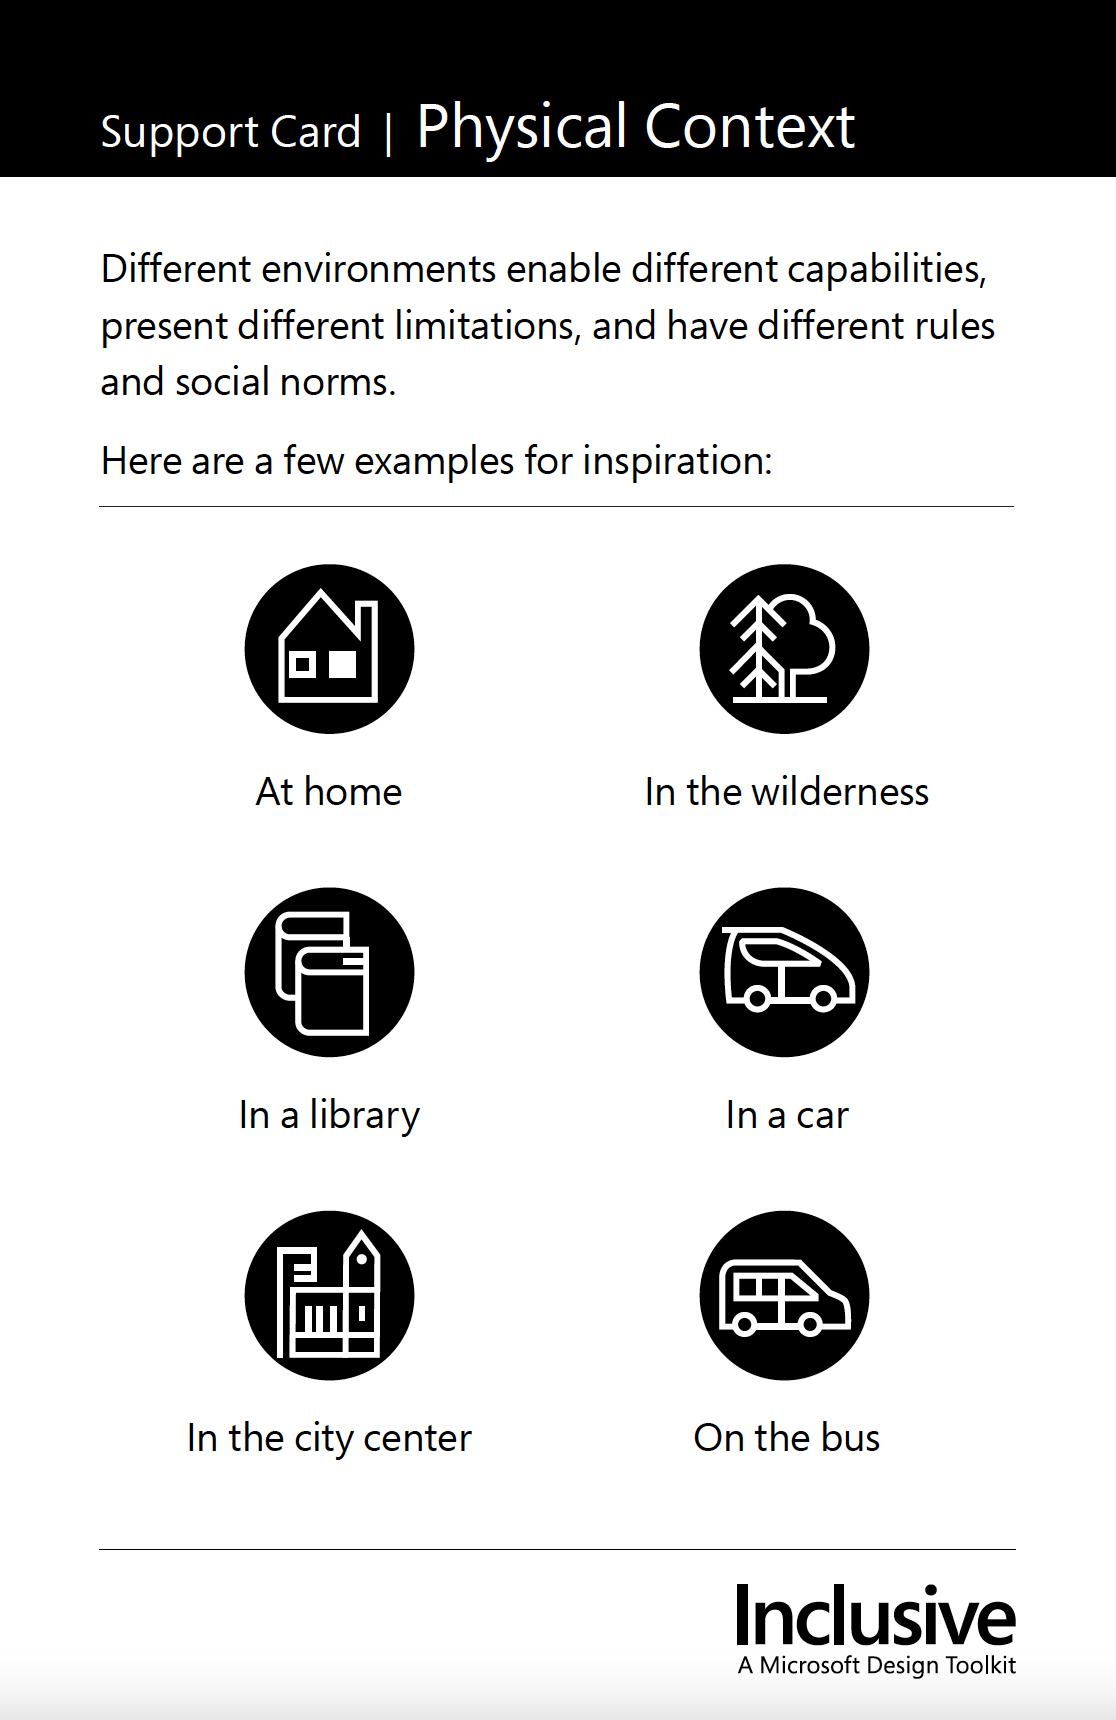 Support Card | Physical Context
Different environments enable different capabilities,
present different limitations, and have different rules
and social norms.
Here are a few examples for inspiration:
At home
In the wilderness
In a library
In a car
In the city center
On the bus
Inclusive
A Microsoft Design Toolkit